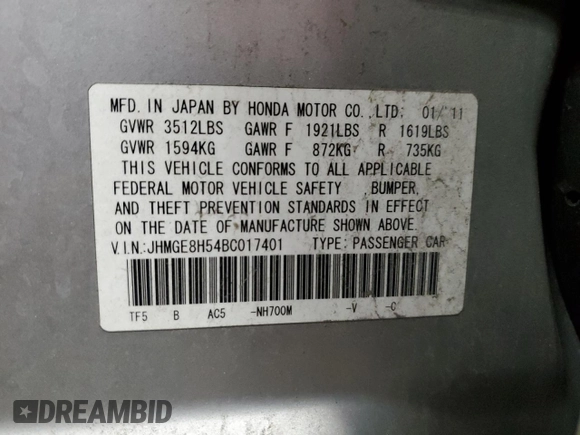 MFD. IN JAPAN BY HONDA MOTOR CO.,LTD. 01/'11
GVWR 3512LBS GAWR F 1921LBS R 1619LBS
GVWR 1594KG GAWR F 872KG R 735KG
THIS VEHICLE CONFORMS TO ALL APPLICABLE
FEDERAL MOTOR VEHICLE SAFETY ,BUMPER,
AND THEFT PREVENTION STANDARDS IN EFFECT
ON THE DATE OF MANUFACTURE SHOWN ABOVE.
V.I.N.:JHMGE8H54BC017401 TYPE: PASSENGER CAR
TF5 B AC5 -NH700M -V -C
DREAMBID